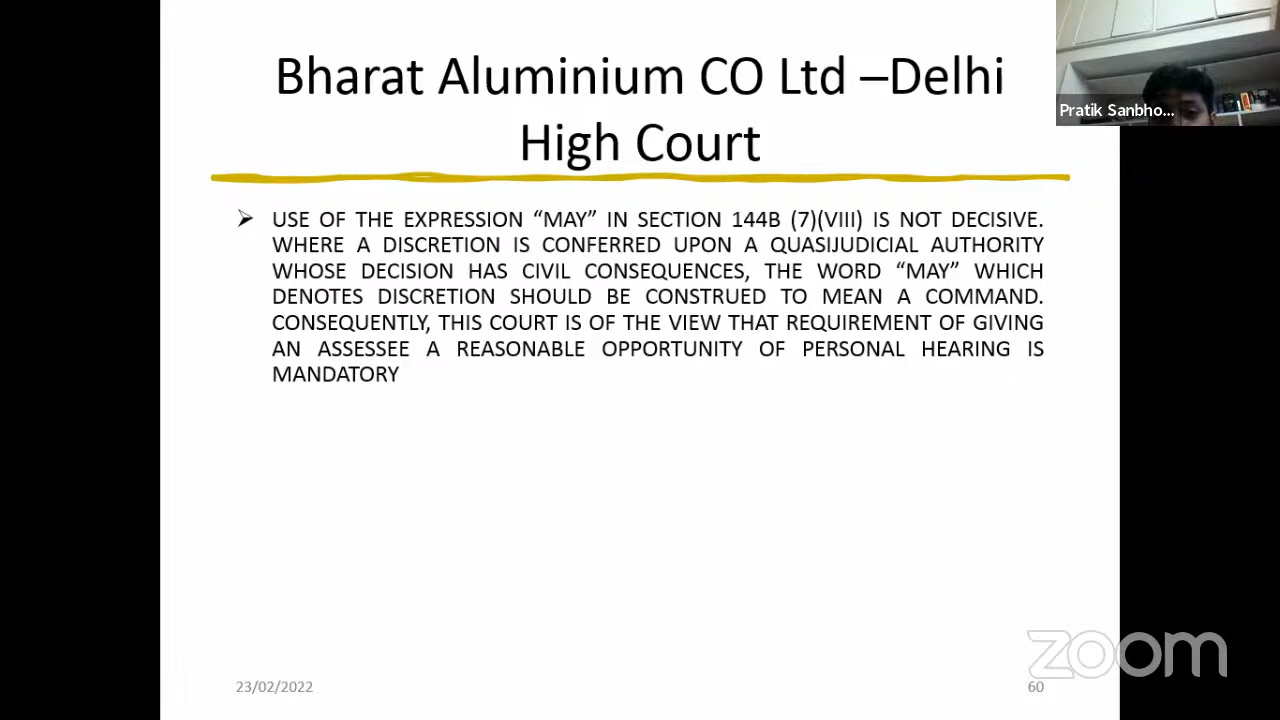 Bharat Aluminium CO Ltd –Delhi
High Court
Pratik Sanbho...
➢ USE OF THE EXPRESSION “MAY” IN SECTION 144B (7)(VIII) IS NOT DECISIVE.
WHERE A DISCRETION IS CONFERRED UPON A QUASIJUDICIAL AUTHORITY
WHOSE DECISION HAS CIVIL CONSEQUENCES, THE WORD “MAY” WHICH
DENOTES DISCRETION SHOULD BE CONSTRUED TO MEAN A COMMAND.
CONSEQUENTLY, THIS COURT IS OF THE VIEW THAT REQUIREMENT OF GIVING
AN ASSESSEE A REASONABLE OPPORTUNITY OF PERSONAL HEARING IS
MANDATORY
zoom
23/02/2022
60